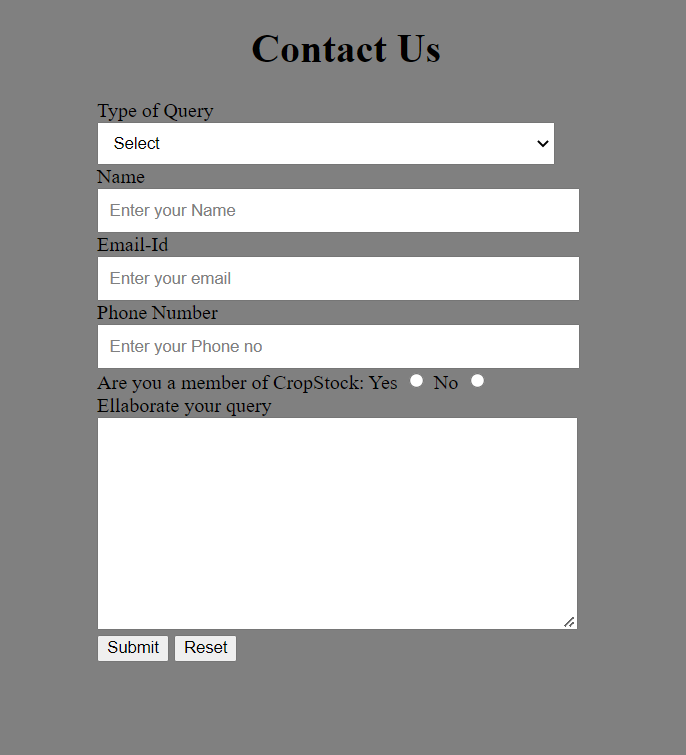 Contact Us
Type of Query
Select
Name
Enter your Name
Email-Id
Enter your email
Phone Number
Enter your Phone no
Are you a member of CropStock: Yes No
Ellaborate your query
Submit Reset